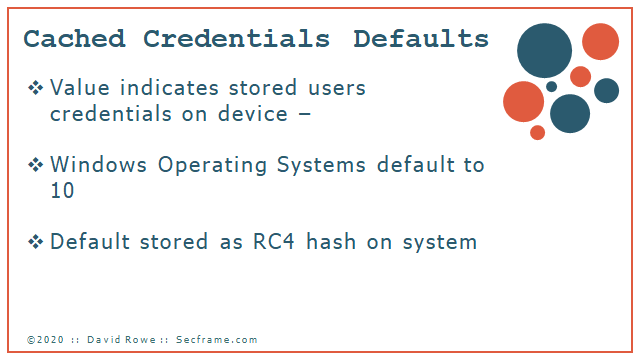 Cached Credentials Defaults
❖ Value indicates stored users
credentials on device –
❖ Windows Operating Systems default to
10
❖ Default stored as RC4 hash on system
©2020 :: David Rowe :: Secframe.com